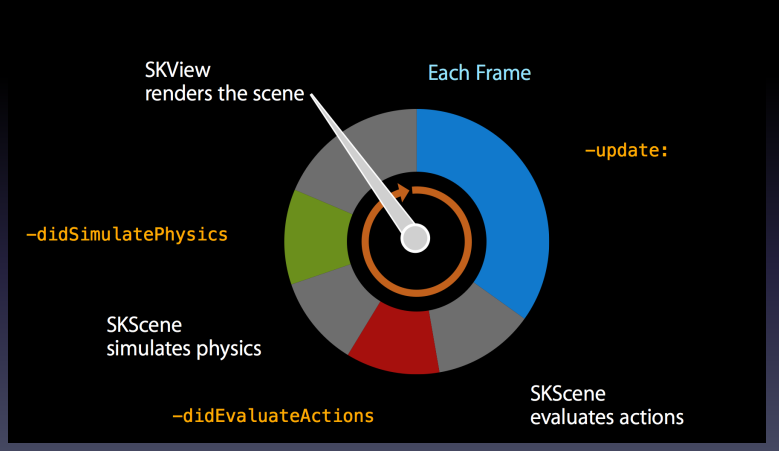 SKView
renders the scene
Each Frame
-update:
-didSimulatePhysics
SKScene
simulates physics
-didEvaluateActions
SKScene
evaluates actions